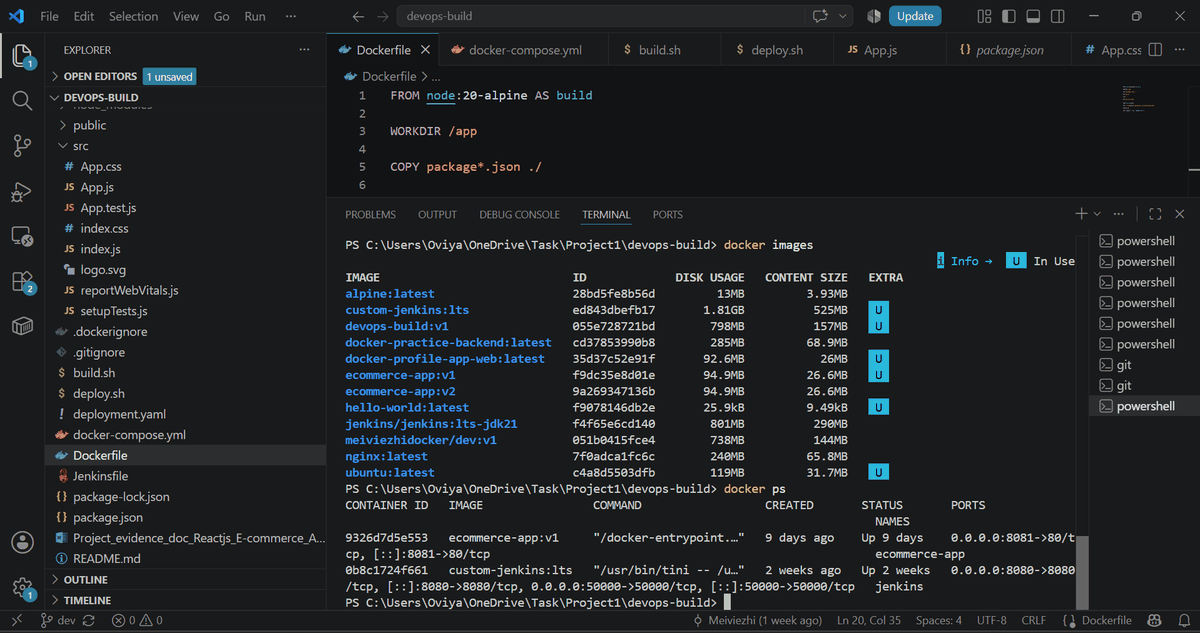 File Edit Selection View Go Run ··· devops-build Update
EXPLORER ···
OPEN EDITORS 1 unsaved
DEVOPS-BUILD
node_modules
public
src
# App.css
JS App.js
JS App.test.js
# index.css
JS index.js
logo.svg
JS reportWebVitals.js
JS setupTests.js
.dockerignore
.gitignore
$ build.sh
$ deploy.sh
! deployment.yaml
docker-compose.yml
Dockerfile
Jenkinsfile
{} package-lock.json
{} package.json
Project_evidence_doc_Reactjs_E-commerce_A...
README.md
OUTLINE
TIMELINE
1
2
1
Dockerfile docker-compose.yml $ build.sh $ deploy.sh JS App.js {} package.json # App.css ···
Dockerfile > ...
1 FROM node:20-alpine AS build
2
3 WORKDIR /app
4
5 COPY package*.json ./
6
PROBLEMS OUTPUT DEBUG CONSOLE TERMINAL PORTS
PS C:\Users\Oviya\OneDrive\Task\Project1\devops-build> docker images
i Info → U In Use
IMAGE ID DISK USAGE CONTENT SIZE EXTRA
alpine:latest 28bd5fe8b56d 13MB 3.93MB
custom-jenkins:lts ed843dbefb17 1.81GB 525MB U
devops-build:v1 055e728721bd 798MB 157MB U
docker-practice-backend:latest cd37853990b8 285MB 68.9MB
docker-profile-app-web:latest 35d37c52e91f 92.6MB 26MB U
ecommerce-app:v1 f9dc35e8d01e 94.9MB 26.6MB U
ecommerce-app:v2 9a269347136b 94.9MB 26.6MB
hello-world:latest f9078146db2e 25.9kB 9.49kB U
jenkins/jenkins:lts-jdk21 f4f65e6cd140 801MB 290MB
meiviezhidocker/dev:v1 051b0415fce4 738MB 144MB
nginx:latest 7f0adca1fc6c 240MB 65.8MB
ubuntu:latest c4a8d5503dfb 119MB 31.7MB U
PS C:\Users\Oviya\OneDrive\Task\Project1\devops-build> docker ps
CONTAINER ID IMAGE COMMAND CREATED STATUS PORTS
NAMES
9326d7d5e553 ecommerce-app:v1 "/docker-entrypoint.…" 9 days ago Up 9 days 0.0.0.0:8081->80/t
cp, [::]:8081->80/tcp ecommerce-app
0b8c1724f661 custom-jenkins:lts "/usr/bin/tini -- /u…" 2 weeks ago Up 2 weeks 0.0.0.0:8080->8080
/tcp, [::]:8080->8080/tcp, 0.0.0.0:50000->50000/tcp, [::]:50000->50000/tcp jenkins
PS C:\Users\Oviya\OneDrive\Task\Project1\devops-build>
powershell
powershell
powershell
powershell
powershell
powershell
git
git
powershell
dev 0 0 Meiviezhi (1 week ago) Ln 20, Col 35 Spaces: 4 UTF-8 CRLF {} Dockerfile